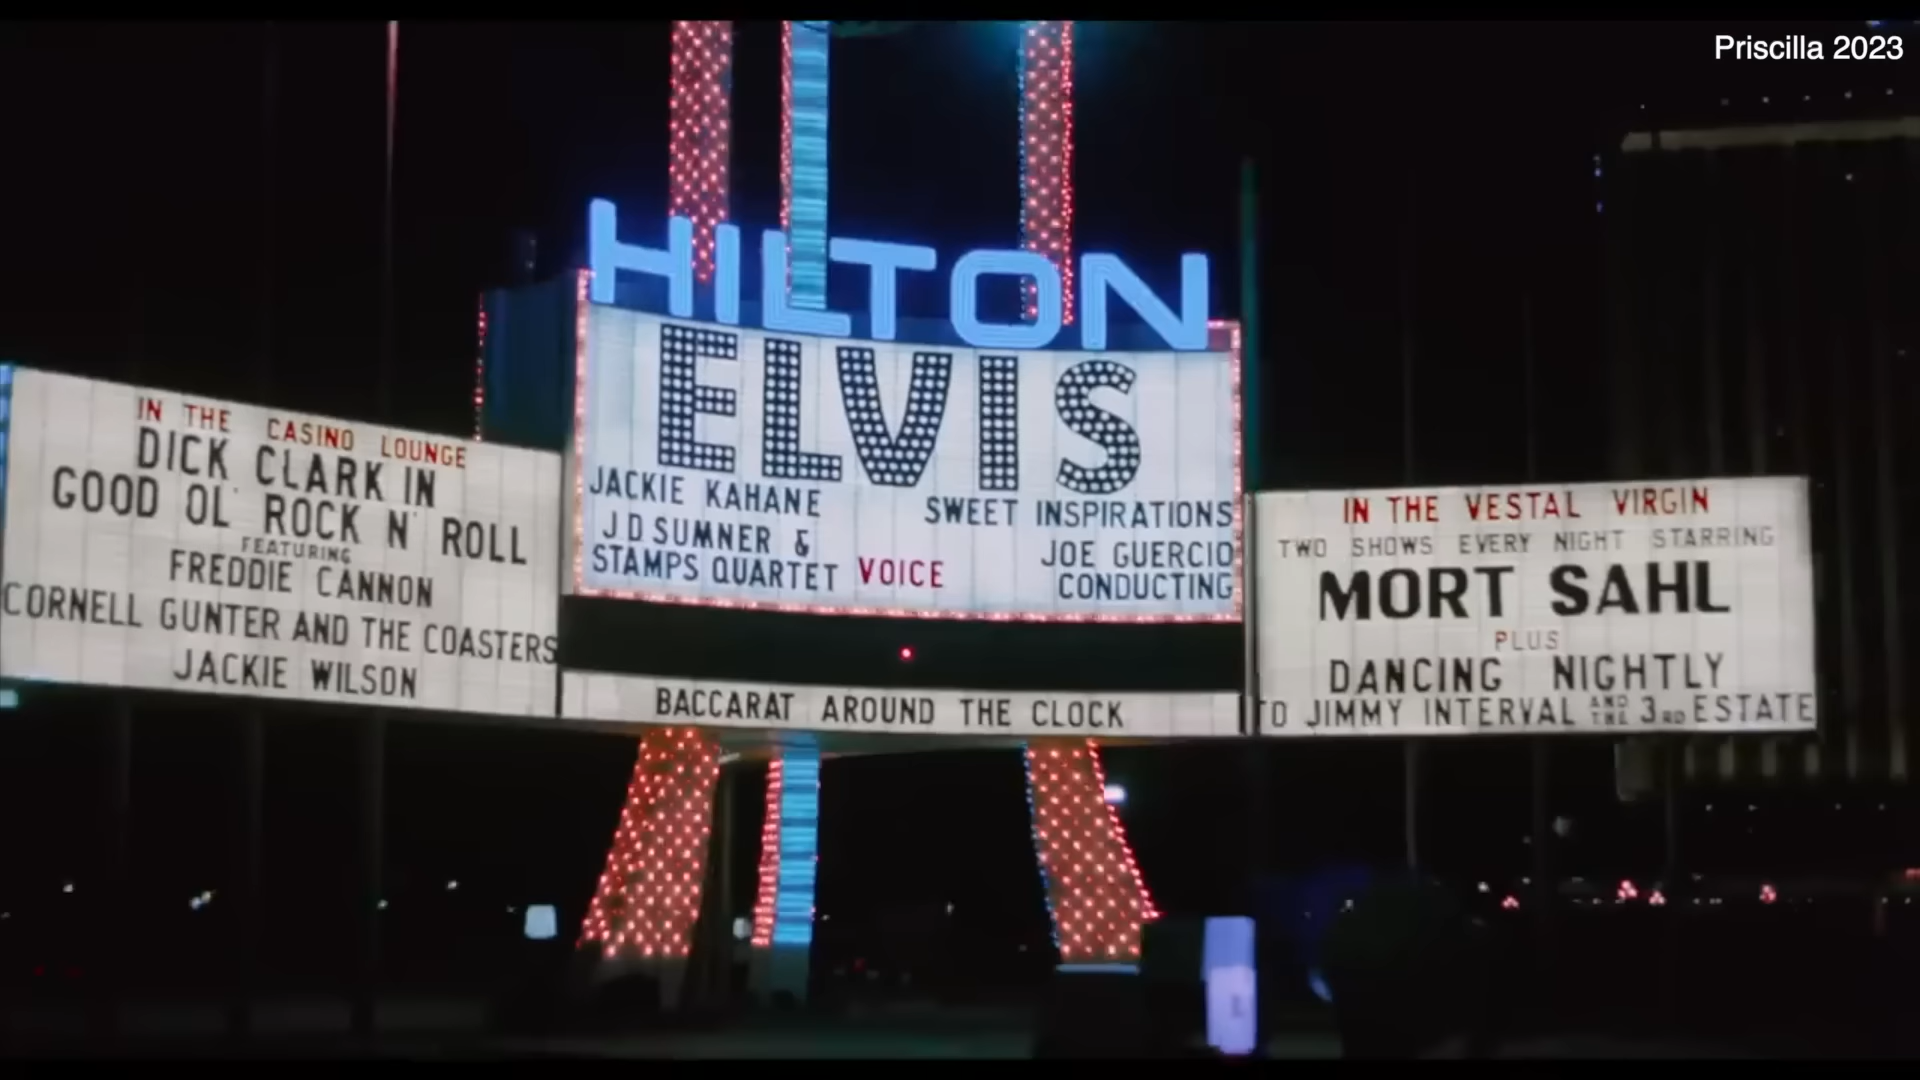 Priscilla 2023
HILTON
ELVIS
JACKIE KAHANE
SWEET INSPIRATIONS
J D SUMNER &
STAMPS QUARTET
VOICE
JOE GUERCIO
CONDUCTING
BACCARAT AROUND THE CLOCK
IN THE CASINO LOUNGE
DICK CLARK IN
GOOD OL' ROCK N' ROLL
FEATURING
FREDDIE CANNON
CORNELL GUNTER AND THE COASTERS
JACKIE WILSON
IN THE VESTAL VIRGIN
TWO SHOWS EVERY NIGHT STARRING
MORT SAHL
PLUS
DANCING NIGHTLY
TO JIMMY INTERVAL AND THE 3RD ESTATE